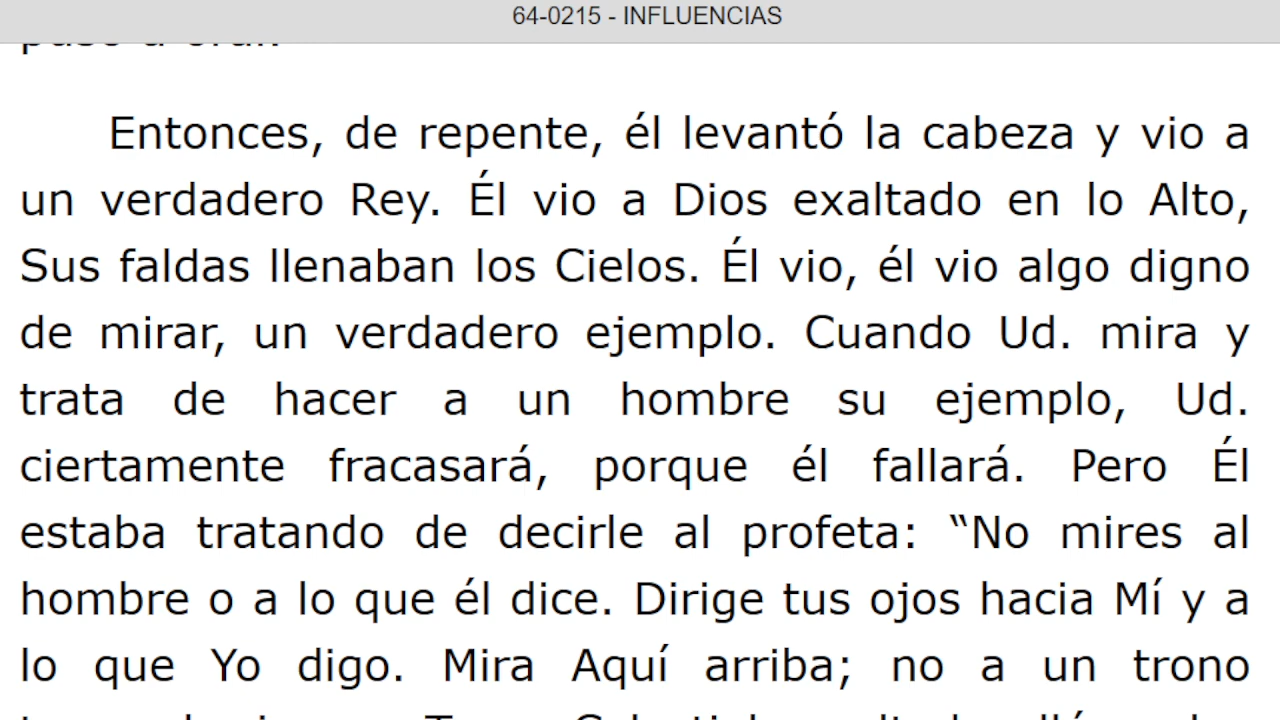 64-0215 - INFLUENCIAS
Entonces, de repente, él levantó la cabeza y vio a
un verdadero Rey. Él vio a Dios exaltado en lo Alto,
Sus faldas llenaban los Cielos. Él vio, él vio algo digno
de mirar, un verdadero ejemplo. Cuando Ud. mira y
trata de hacer a un hombre su ejemplo, Ud.
ciertamente fracasará, porque él fallará. Pero Él
estaba tratando de decirle al profeta: “No mires al
hombre o a lo que él dice. Dirige tus ojos hacia Mí y a
lo que Yo digo. Mira Aquí arriba; no a un trono